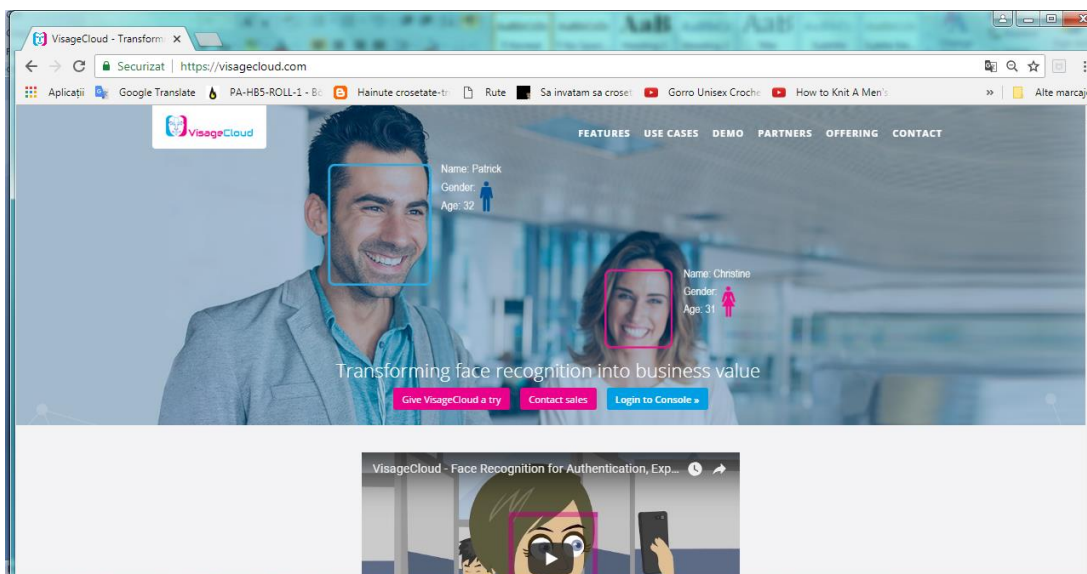 VisageCloud - Transform
Securizat | https://visagecloud.com
Aplicații Google Translate PA-HB5-ROLL-1 - Bo Hainute crosetate-tr Rute Sa invatam sa croset Gorro Unisex Croche How to Knit A Men's » Alte marcaje
VisageCloud
FEATURES USE CASES DEMO PARTNERS OFFERING CONTACT
Name: Patrick
Gender:
Age: 32
Name: Christine
Gender:
Age: 31
Transforming face recognition into business value
Give VisageCloud a try Contact sales Login to Console »
VisageCloud - Face Recognition for Authentication, Exp...